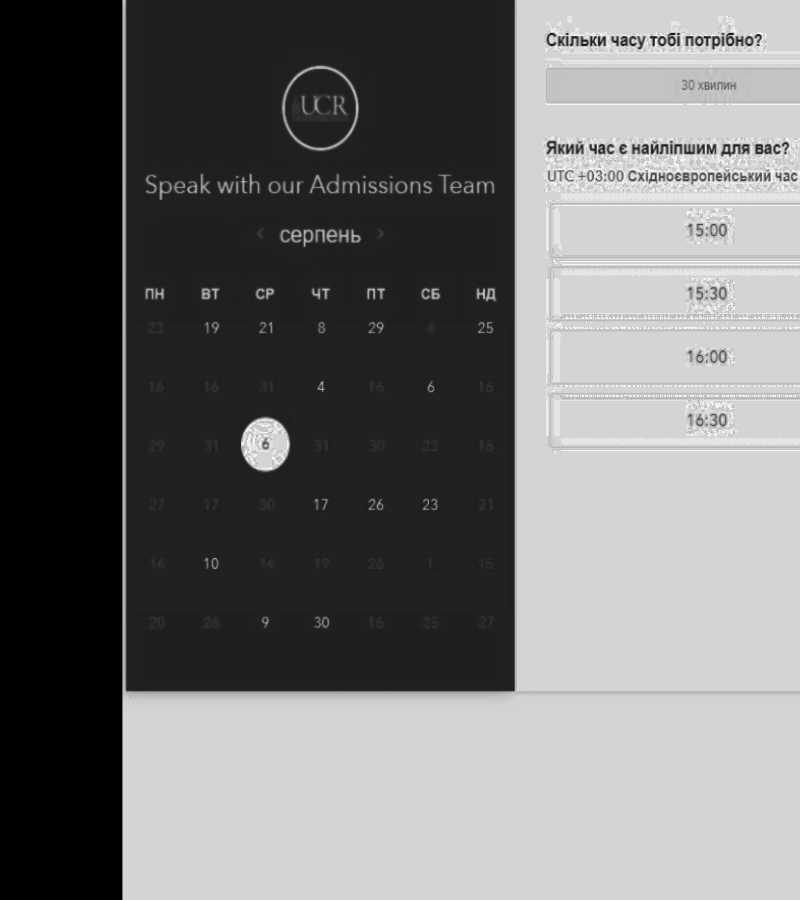 UCR
Speak with our Admissions Team
серпень
ПН ВТ СР ЧТ ПТ СБ НД
23 19 21 8 29 4 25
16 16 31 4 16 6 16
29 31 6 31 30 23 16
27 17 30 17 26 23 21
14 10 14 19 26 1 15
20 26 9 30 16 25 27
Скільки часу тобі потрібно?
30 хвилин
Який час є найліпшим для вас?
UTC +03:00 Східноєвропейський час
15:00
15:30
16:00
16:30